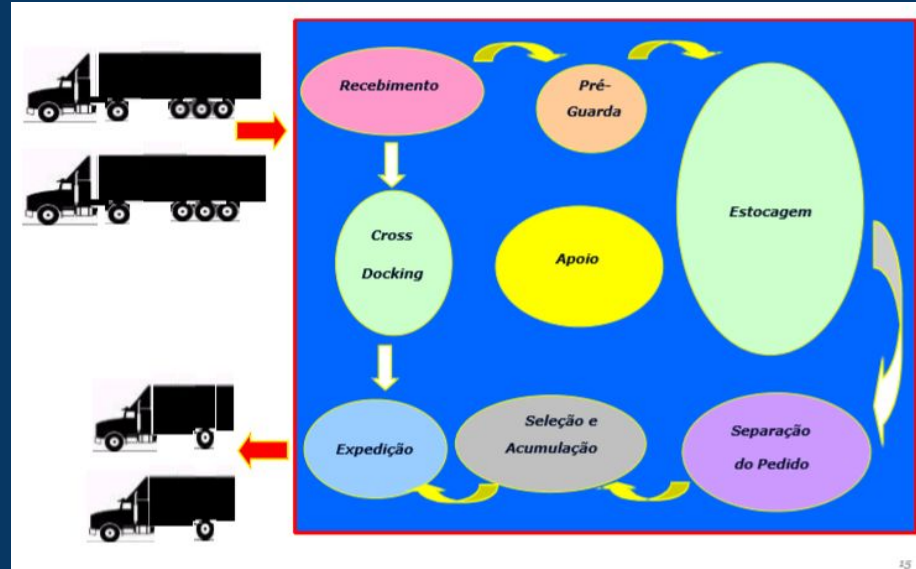 Recebimento
Pré-
Guarda
Estocagem
Cross
Docking
Apoio
Expedição
Seleção e
Acumulação
Separação
do Pedido
15